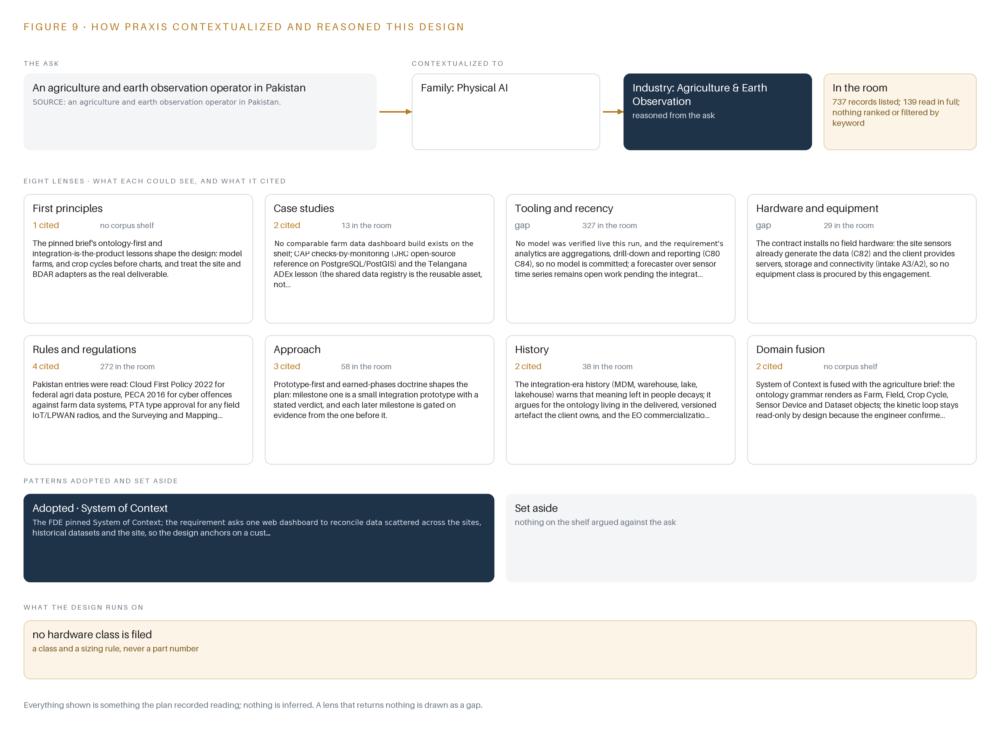 FIGURE 9 · HOW PRAXIS CONTEXTUALIZED AND REASONED THIS DESIGN
THE ASK
An agriculture and earth observation operator in Pakistan
SOURCE: an agriculture and earth observation operator in Pakistan.
CONTEXTUALIZED TO
Family: Physical AI
Industry: Agriculture & Earth
Observation
reasoned from the ask
In the room
737 records listed; 139 read in full;
nothing ranked or filtered by
keyword
EIGHT LENSES · WHAT EACH COULD SEE, AND WHAT IT CITED
First principles
1 cited no corpus shelf
The pinned brief's ontology-first and
integration-is-the-product lessons shape the design: model
farms, and crop cycles before charts, and treat the site and
BDAR adapters as the real deliverable.
Case studies
2 cited 13 in the room
No comparable farm data dashboard build exists on the
shelf; CAP checks-by-monitoring (JRC open-source
reference on PostgreSQL/PostGIS) and the Telangana
ADEx lesson (the shared data registry is the reusable asset,
not...
Tooling and recency
gap 327 in the room
No model was verified live this run, and the requirement's
analytics are aggregations, drill-down and reporting (C80
C84), so no model is committed; a forecaster over sensor
time series remains open work pending the integrat...
Hardware and equipment
gap 29 in the room
The contract installs no field hardware: the site sensors
already generate the data (C82) and the client provides
servers, storage and connectivity (intake A3/A2), so no
equipment class is procured by this engagement.
Rules and regulations
4 cited 272 in the room
Pakistan entries were read: Cloud First Policy 2022 for
federal agri data posture, PECA 2016 for cyber offences
against farm data systems, PTA type approval for any field
IoT/LPWAN radios, and the Surveying and Mapping...
Approach
3 cited 58 in the room
Prototype-first and earned-phases doctrine shapes the
plan: milestone one is a small integration prototype with a
stated verdict, and each later milestone is gated on
evidence from the one before it.
History
2 cited 38 in the room
The integration-era history (MDM, warehouse, lake,
lakehouse) warns that meaning left in people decays; it
argues for the ontology living in the delivered, versioned
artefact the client owns, and the EO commercializatio...
Domain fusion
2 cited no corpus shelf
System of Context is fused with the agriculture brief: the
ontology grammar renders as Farm, Field, Crop Cycle,
Sensor Device and Dataset objects; the kinetic loop stays
read-only by design because the engineer confirme...
PATTERNS ADOPTED AND SET ASIDE
Adopted · System of Context
The FDE pinned System of Context; the requirement asks one web dashboard to reconcile data scattered across the sites,
historical datasets and the site, so the design anchors on a cust...
Set aside
nothing on the shelf argued against the ask
WHAT THE DESIGN RUNS ON
no hardware class is filed
a class and a sizing rule, never a part number
Everything shown is something the plan recorded reading; nothing is inferred. A lens that returns nothing is drawn as a gap.